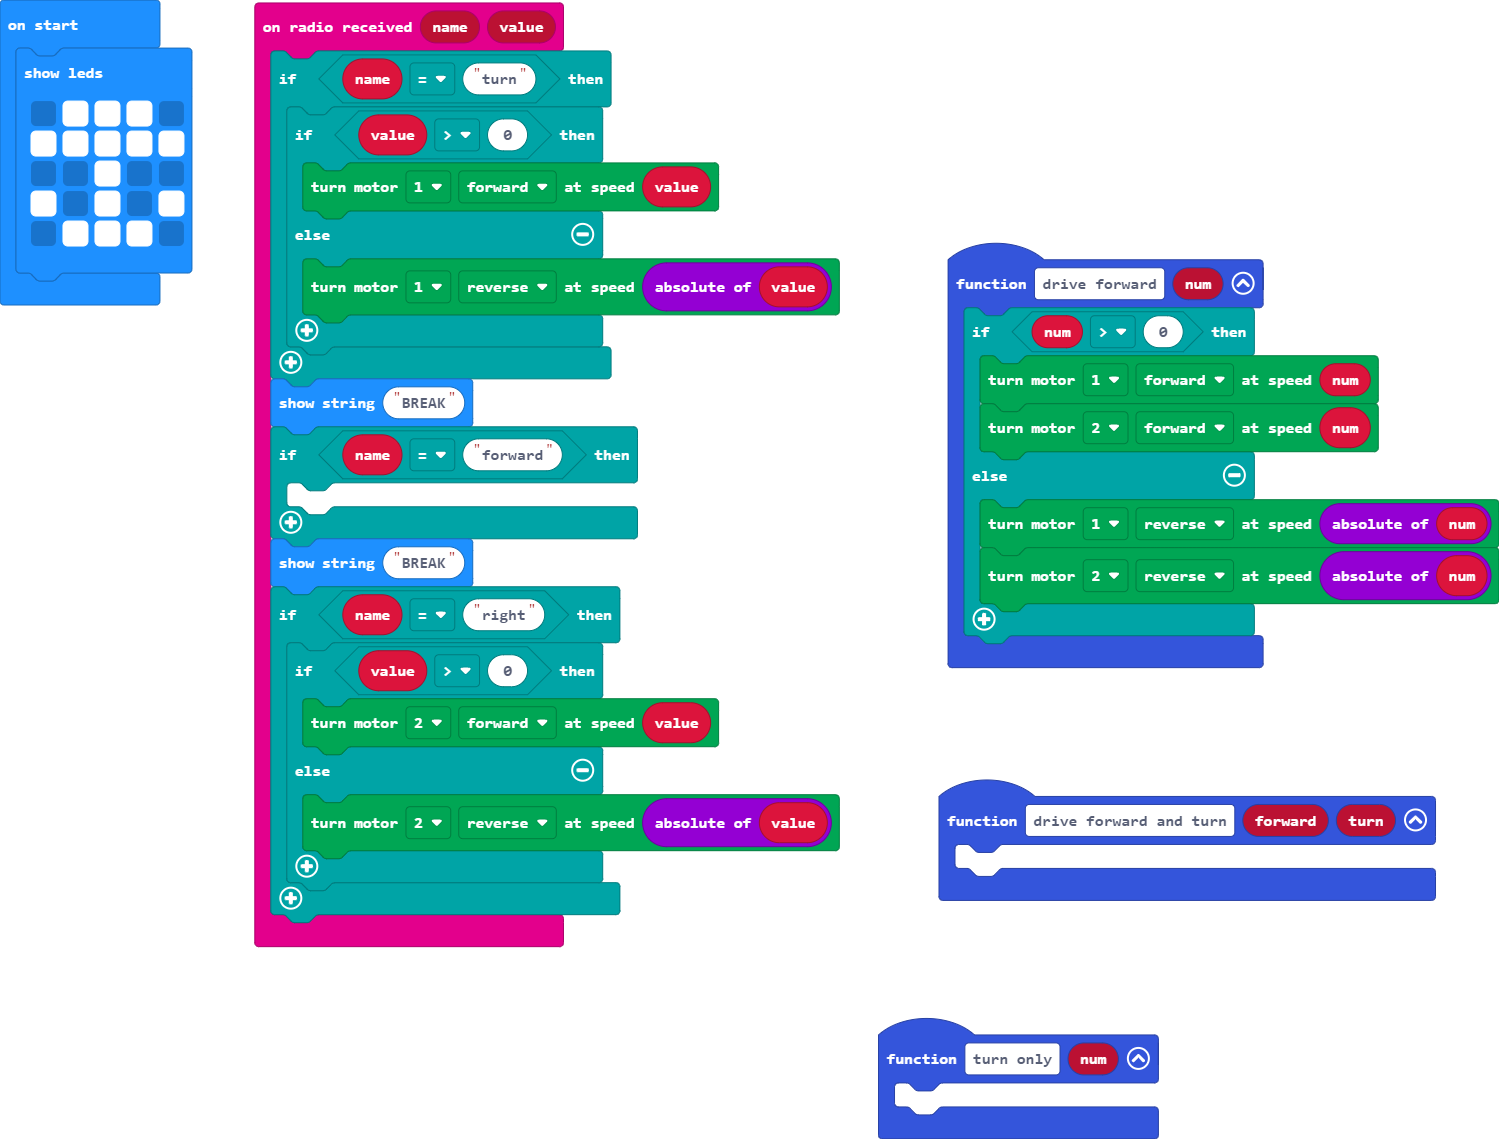 on start
show leds
on radio received name value
if name = "turn" then
if value > 0 then
turn motor 1 forward at speed value
else
turn motor 1 reverse at speed absolute of value
show string "BREAK"
if name = "forward" then
show string "BREAK"
if name = "right" then
if value > 0 then
turn motor 2 forward at speed value
else
turn motor 2 reverse at speed absolute of value
function drive forward num
if num > 0 then
turn motor 1 forward at speed num
turn motor 2 forward at speed num
else
turn motor 1 reverse at speed absolute of num
turn motor 2 reverse at speed absolute of num
function drive forward and turn forward turn
function turn only num